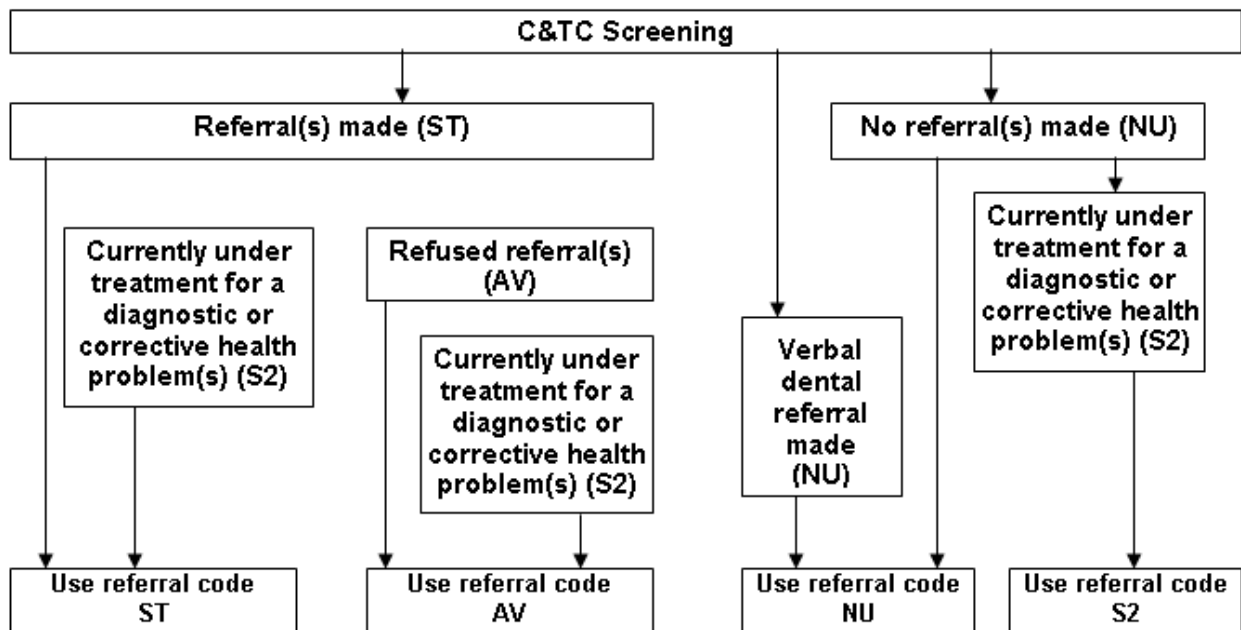 C&TC Screening
Referral(s) made (ST)
No referral(s) made (NU)
Currently under
treatment for a
diagnostic or
corrective health
problem(s) (S2)
Refused referral(s)
(AV)
Currently under
treatment for a
diagnostic or
corrective health
problem(s) (S2)
Verbal
dental
referral
made
(NU)
Currently under
treatment for a
diagnostic or
corrective health
problem(s) (S2)
Use referral code
ST
Use referral code
AV
Use referral code
NU
Use referral code
S2